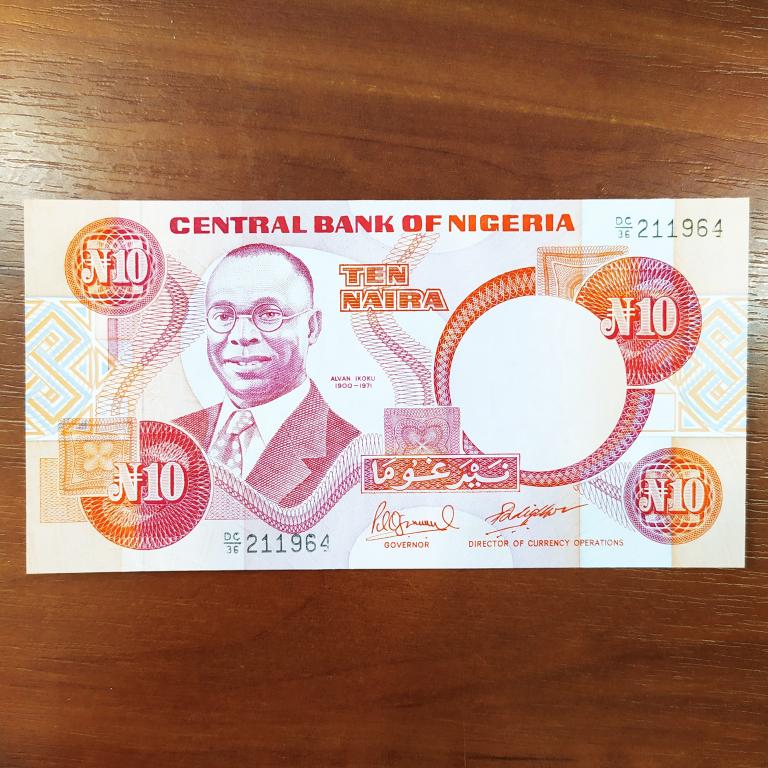 CENTRAL BANK OF NIGERIA
DC/36 211964
₦10
TEN
NAIRA
₦10
ALVAN IKOKU
1900-1971
نَيْرَ غُومَا
₦10
₦10
DC/36 211964
GOVERNOR
DIRECTOR OF CURRENCY OPERATIONS